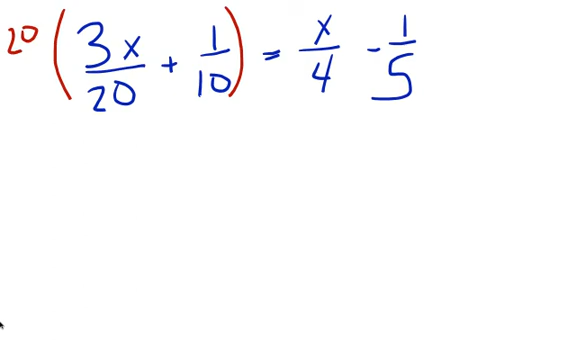 20 ( 3x/20 + 1/10 ) = x/4 - 1/5